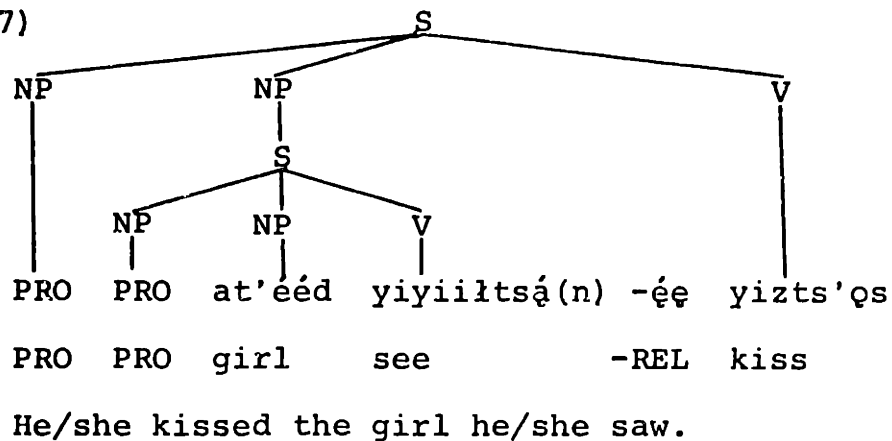 7)
S
NP NP V
S
NP NP V
PRO PRO at'ééd yiyiiłtsą́(n) -ę́ę yizts'ǫs
PRO PRO girl see -REL kiss
He/she kissed the girl he/she saw.